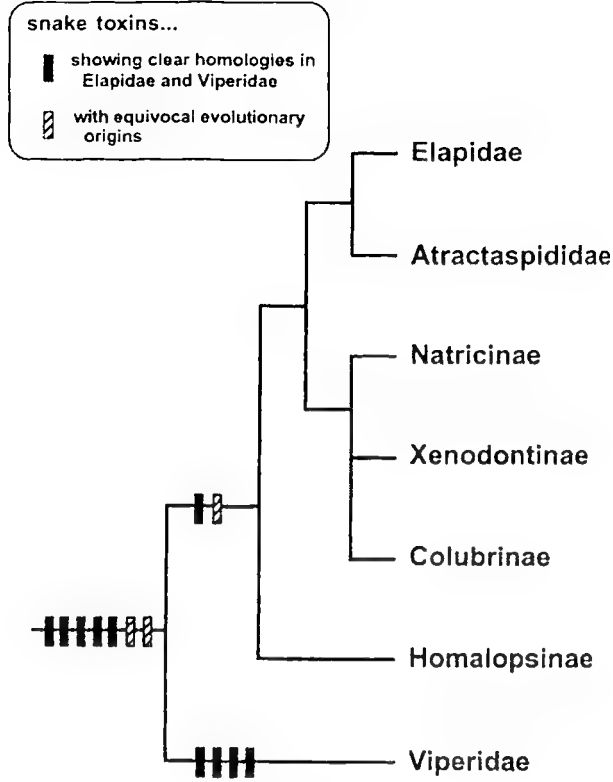 snake toxins...
showing clear homologies in
Elapidae and Viperidae
with equivocal evolutionary
origins
Elapidae
Atractaspididae
Natricinae
Xenodontinae
Colubrinae
Homalopsinae
Viperidae